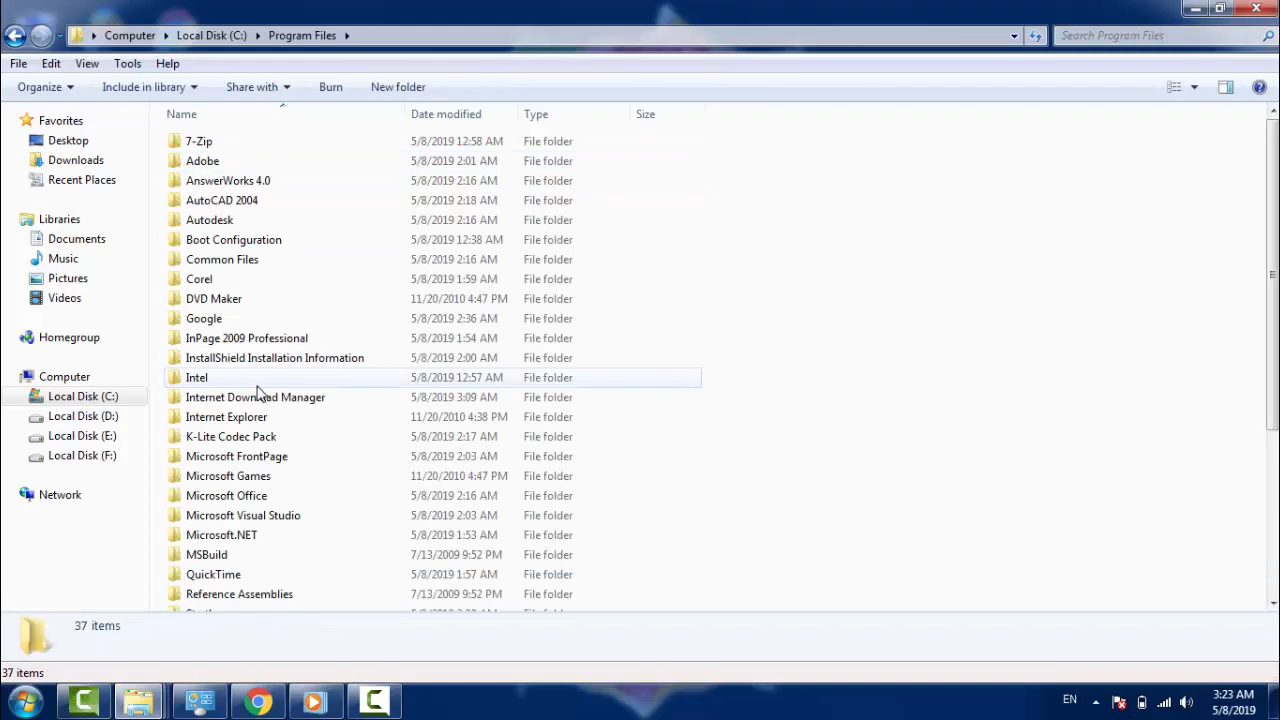 Computer Local Disk (C:) Program Files Search Program Files
File Edit View Tools Help
Organize Include in library Share with Burn New folder
Favorites
Desktop
Downloads
Recent Places
Libraries
Documents
Music
Pictures
Videos
Homegroup
Computer
Local Disk (C:)
Local Disk (D:)
Local Disk (E:)
Local Disk (F:)
Network
Name Date modified Type Size
7-Zip 5/8/2019 12:58 AM File folder
Adobe 5/8/2019 2:01 AM File folder
AnswerWorks 4.0 5/8/2019 2:16 AM File folder
AutoCAD 2004 5/8/2019 2:18 AM File folder
Autodesk 5/8/2019 2:16 AM File folder
Boot Configuration 5/8/2019 12:38 AM File folder
Common Files 5/8/2019 2:16 AM File folder
Corel 5/8/2019 1:59 AM File folder
DVD Maker 11/20/2010 4:47 PM File folder
Google 5/8/2019 2:36 AM File folder
InPage 2009 Professional 5/8/2019 1:54 AM File folder
InstallShield Installation Information 5/8/2019 2:00 AM File folder
Intel 5/8/2019 12:57 AM File folder
Internet Download Manager 5/8/2019 3:09 AM File folder
Internet Explorer 11/20/2010 4:38 PM File folder
K-Lite Codec Pack 5/8/2019 2:17 AM File folder
Microsoft FrontPage 5/8/2019 2:03 AM File folder
Microsoft Games 11/20/2010 4:47 PM File folder
Microsoft Office 5/8/2019 2:16 AM File folder
Microsoft Visual Studio 5/8/2019 2:03 AM File folder
Microsoft.NET 5/8/2019 1:53 AM File folder
MSBuild 7/13/2009 9:52 PM File folder
QuickTime 5/8/2019 1:57 AM File folder
Reference Assemblies 7/13/2009 9:52 PM File folder
37 items
37 items
EN 3:23 AM
5/8/2019